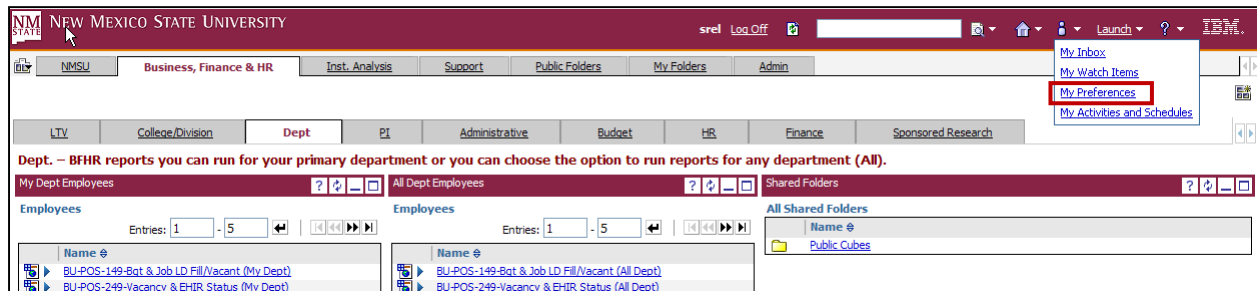 NM STATE NEW MEXICO STATE UNIVERSITY srel Log Off Launch ? IBM.
My Inbox
My Watch Items
My Preferences
My Activities and Schedules
NMSU Business, Finance & HR Inst. Analysis Support Public Folders My Folders Admin
LTV College/Division Dept PI Administrative Budget HR Finance Sponsored Research
Dept. – BFHR reports you can run for your primary department or you can choose the option to run reports for any department (All).
My Dept Employees ? All Dept Employees ? Shared Folders ?
Employees Employees All Shared Folders
Entries: 1 - 5 Entries: 1 - 5 Name
Name Name Public Cubes
BU-POS-149-Bgt & Job LD Fill/Vacant (My Dept) BU-POS-149-Bgt & Job LD Fill/Vacant (All Dept)
BU-POS-249-Vacancy & EHIR Status (My Dept) BU-POS-249-Vacancy & EHIR Status (All Dept)